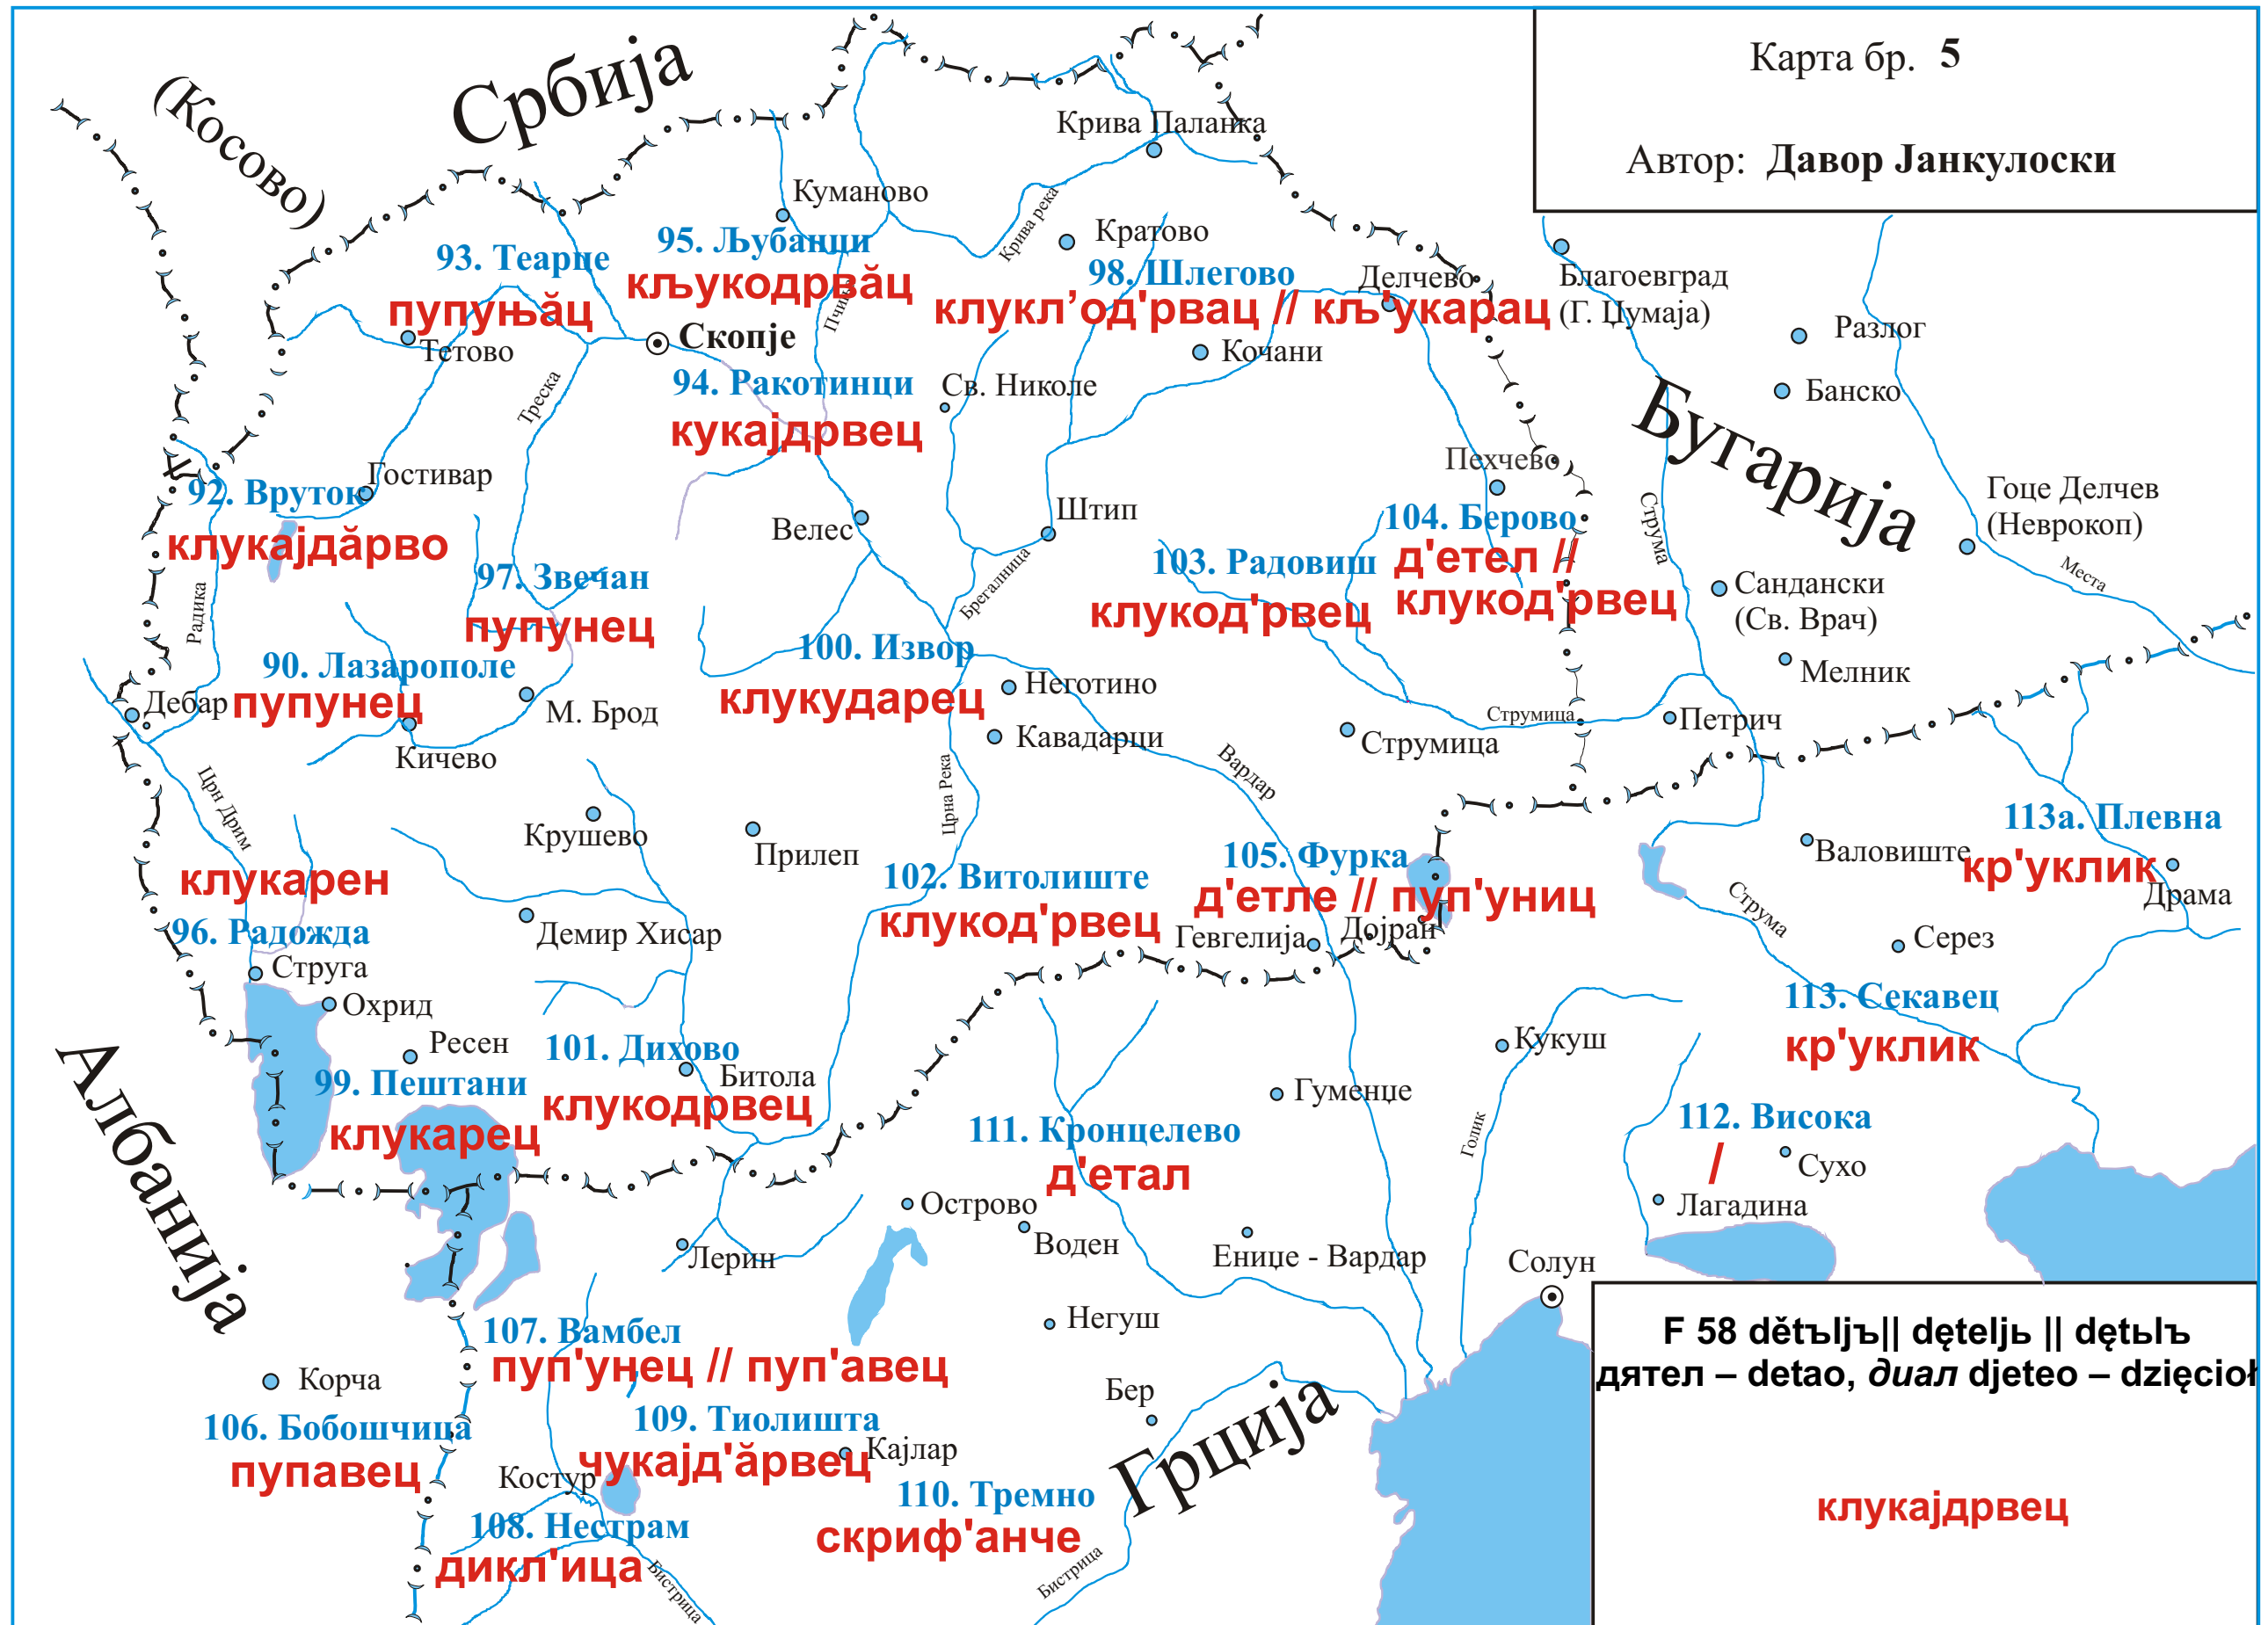 Карта бр. 5
Автор: Давор Јанкулоски
Србија
(Косово)
Крива Паланка
Куманово
Крива река
Кратово
95. Љубанци
кљукодрвăц
93. Теарце
пупуњăц
98. Шлегово
клукл’од'рвац // кљ'укарац
Делчево
Благоевград
(Г. Џумаја)
Пчиња
Тетово
Скопје
Кочани
Разлог
Треска
94. Ракотинци
кукајдрвец
Св. Николе
Банско
Бугарија
Гостивар
92. Вруток
клукајдăрво
Пехчево
Велес
Штип
Струма
Гоце Делчев
(Неврокоп)
104. Берово
д'етел //
клукод'рвец
103. Радовиш
клукод'рвец
Брегалница
Места
97. Звечан
пупунец
Сандански
(Св. Врач)
Радика
100. Извор
клукударец
90. Лазарополе
пупунец
Мелник
Дебар
М. Брод
Неготино
Струмица
Петрич
Кавадарци
Струмица
Кичево
Црн Дрим
Црна Река
Вардар
Крушево
Прилеп
113а. Плевна
кр'уклик
Валовиште
Драма
клукарен
96. Радожда
102. Витолиште
клукод'рвец
105. Фурка
д'етле // пуп'униц
Струма
Демир Хисар
Гевгелија
Дојран
Серез
Струга
Охрид
113. Секавец
кр'уклик
Ресен
101. Дихово
Битола
клукодрвец
Кукуш
99. Пештани
клукарец
Албанија
Гуменџе
111. Кронцелево
д'етал
Голик
112. Висока
/
Сухо
Лагадина
Острово
Воден
Лерин
Ениџе - Вардар
Солун
Негуш
107. Вамбел
пуп'унец // пуп'авец
F 58 dětъljъ|| dęteljь || dętьlъ
дятел – detao, диал djeteo – dzięcioł
Корча
Бер
Грција
106. Бобошчица
пупавец
109. Тиолишта
чукајд'ăрвец
Кајлар
Костур
110. Тремно
скриф'анче
клукајдрвец
108. Нестрам
дикл'ица
Бистрица
Бистрица